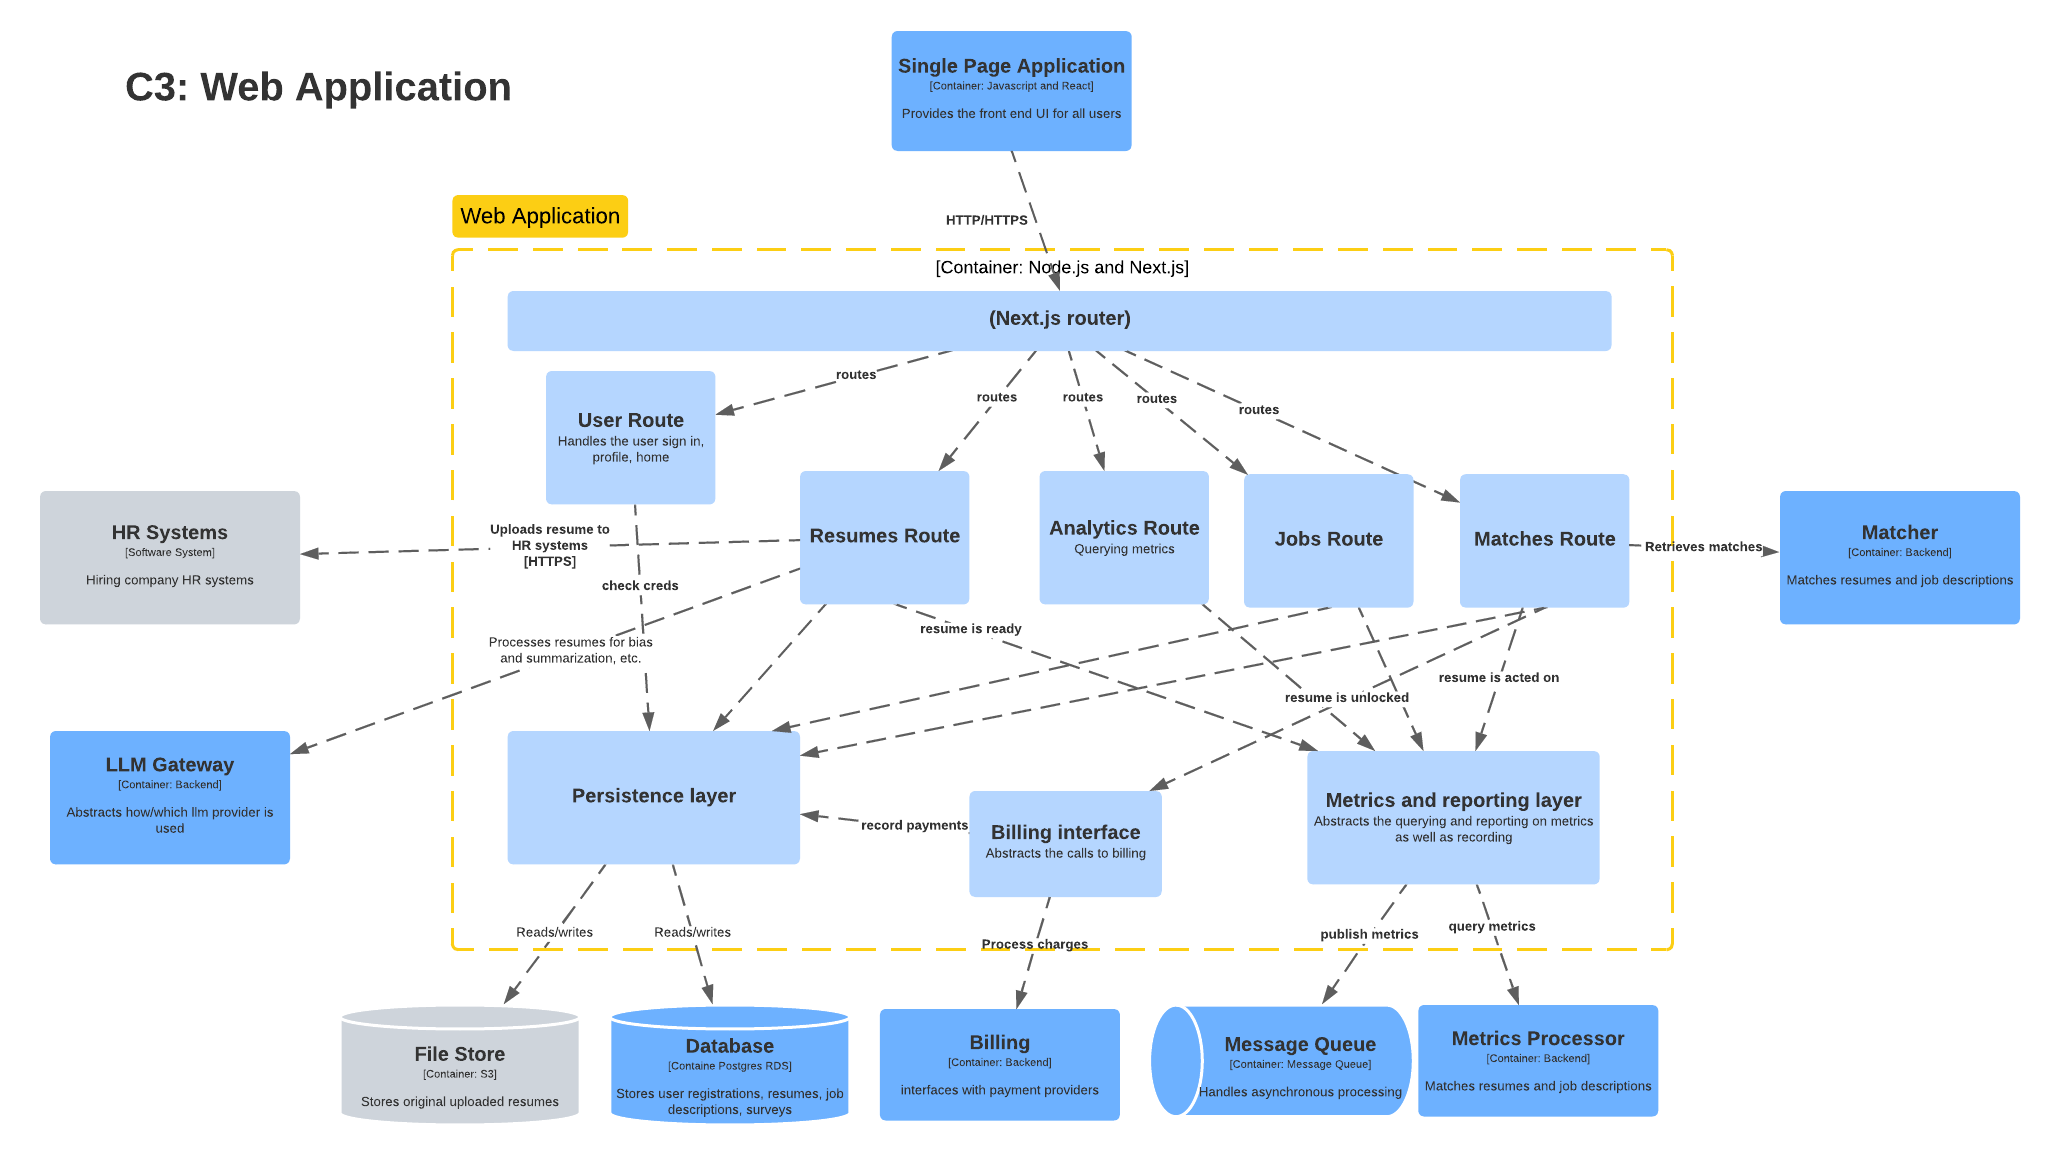 C3: Web Application
Single Page Application
[Container: Javascript and React]
Provides the front end UI for all users
HTTP/HTTPS
Web Application
[Container: Node.js and Next.js]
(Next.js router)
routes
routes
routes
routes
routes
User Route
Handles the user sign in,
profile, home
Resumes Route
Analytics Route
Querying metrics
Jobs Route
Matches Route
HR Systems
[Software System]
Hiring company HR systems
Uploads resume to
HR systems
[HTTPS]
Retrieves matches
Matcher
[Container: Backend]
Matches resumes and job descriptions
check creds
Processes resumes for bias
and summarization, etc.
resume is ready
resume is unlocked
resume is acted on
LLM Gateway
[Container: Backend]
Abstracts how/which llm provider is
used
Persistence layer
record payments
Billing interface
Abstracts the calls to billing
Metrics and reporting layer
Abstracts the querying and reporting on metrics
as well as recording
Reads/writes
Reads/writes
Process charges
publish metrics
query metrics
File Store
[Container: S3]
Stores original uploaded resumes
Database
[Containe Postgres RDS]
Stores user registrations, resumes, job
descriptions, surveys
Billing
[Container: Backend]
interfaces with payment providers
Message Queue
[Container: Message Queue]
Handles asynchronous processing
Metrics Processor
[Container: Backend]
Matches resumes and job descriptions